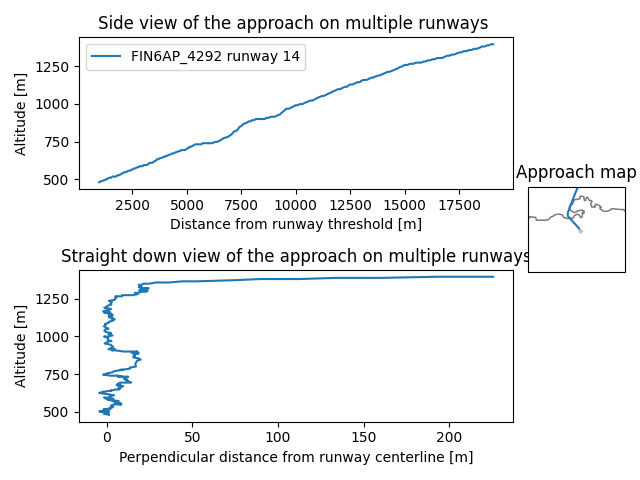 Side view of the approach on multiple runways
FIN6AP_4292 runway 14
Altitude [m]
1250
1000
750
500
2500 5000 7500 10000 12500 15000 17500
Distance from runway threshold [m]
Approach map
Straight down view of the approach on multiple runways
Altitude [m]
1250
1000
750
500
0 50 100 150 200
Perpendicular distance from runway centerline [m]